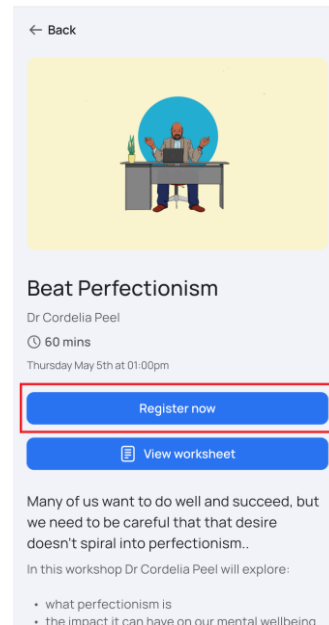 ← Back
Beat Perfectionism
Dr Cordelia Peel
60 mins
Thursday May 5th at 01:00pm
Register now
View worksheet
Many of us want to do well and succeed, but
we need to be careful that that desire
doesn't spiral into perfectionism..
In this workshop Dr Cordelia Peel will explore:
• what perfectionism is
• the impact it can have on our mental wellbeing